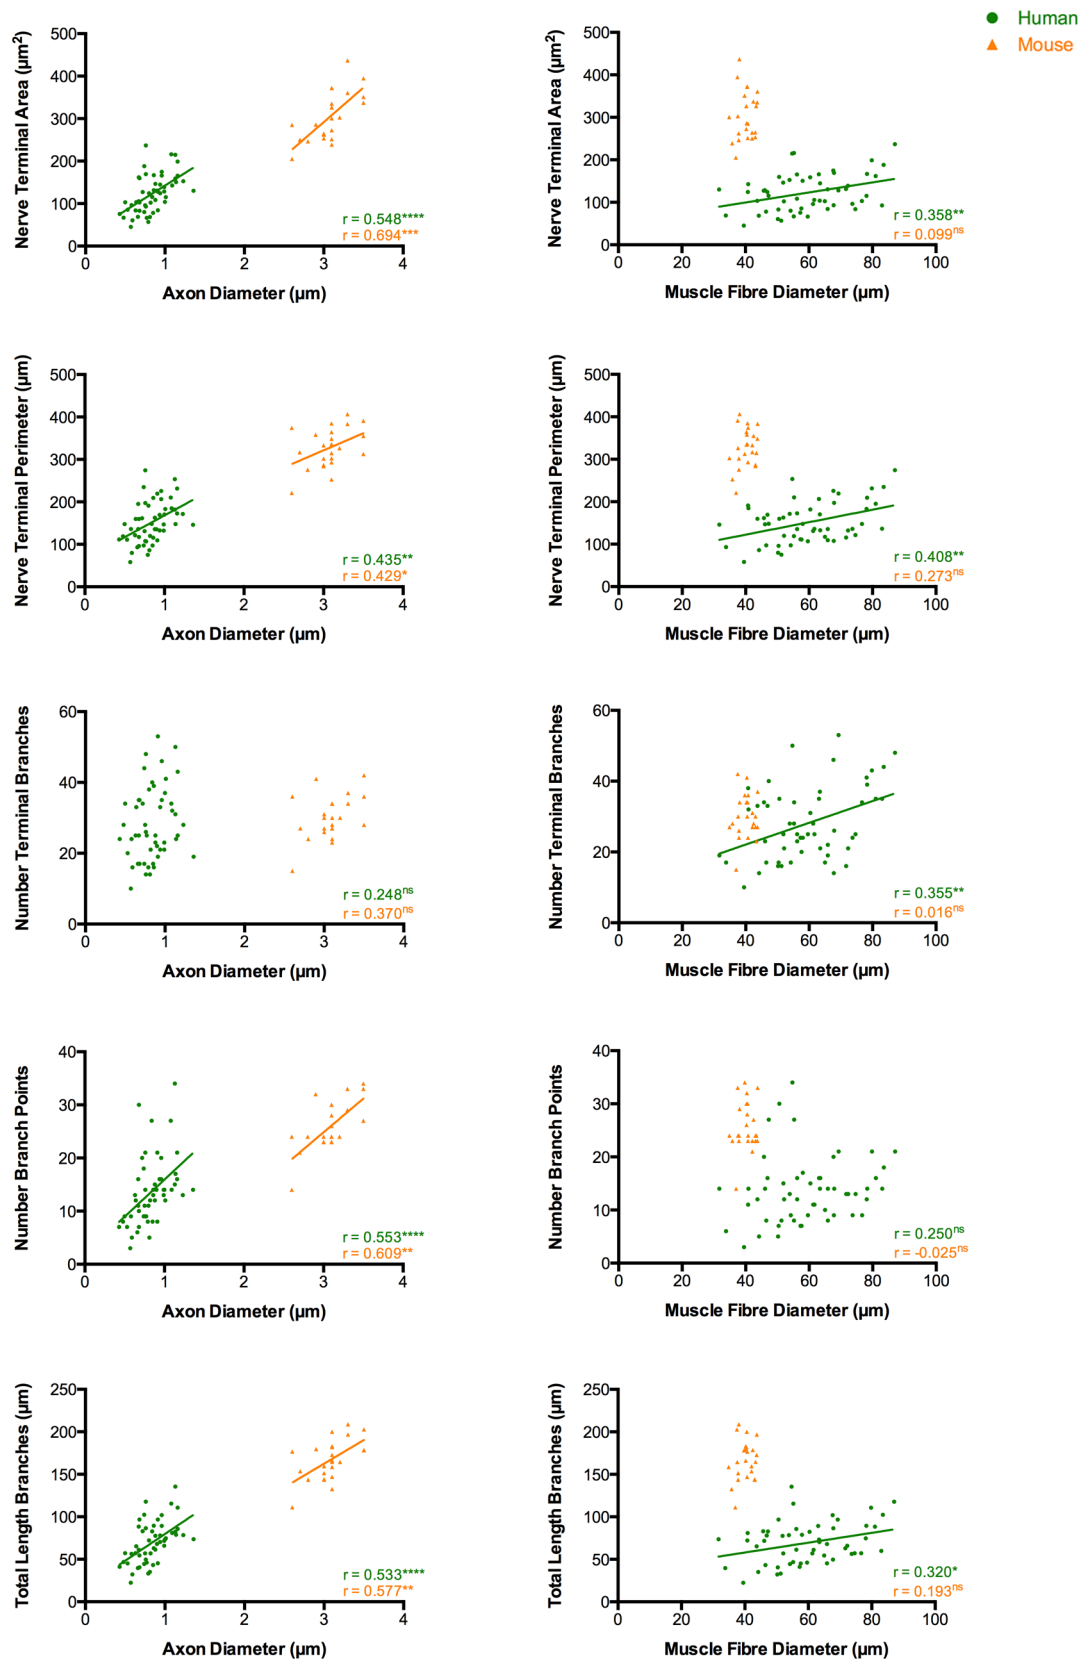 Human
Mouse
Nerve Terminal Area (µm²)
500
400
300
200
100
0
0 1 2 3 4
r = 0.548****
r = 0.694***
Axon Diameter (µm)
Nerve Terminal Area (µm²)
500
400
300
200
100
0
0 20 40 60 80 100
r = 0.358**
r = 0.099ns
Muscle Fibre Diameter (µm)
Nerve Terminal Perimeter (µm)
500
400
300
200
100
0
0 1 2 3 4
r = 0.435**
r = 0.429*
Axon Diameter (µm)
Nerve Terminal Perimeter (µm)
500
400
300
200
100
0
0 20 40 60 80 100
r = 0.408**
r = 0.273ns
Muscle Fibre Diameter (µm)
Number Terminal Branches
60
40
20
0
0 1 2 3 4
r = 0.248ns
r = 0.370ns
Axon Diameter (µm)
Number Terminal Branches
60
40
20
0
0 20 40 60 80 100
r = 0.355**
r = 0.016ns
Muscle Fibre Diameter (µm)
Number Branch Points
40
30
20
10
0
0 1 2 3 4
r = 0.553****
r = 0.609**
Axon Diameter (µm)
Number Branch Points
40
30
20
10
0
0 20 40 60 80 100
r = 0.250ns
r = -0.025ns
Muscle Fibre Diameter (µm)
Total Length Branches (µm)
250
200
150
100
50
0
0 1 2 3 4
r = 0.533****
r = 0.577**
Axon Diameter (µm)
Total Length Branches (µm)
250
200
150
100
50
0
0 20 40 60 80 100
r = 0.320*
r = 0.193ns
Muscle Fibre Diameter (µm)